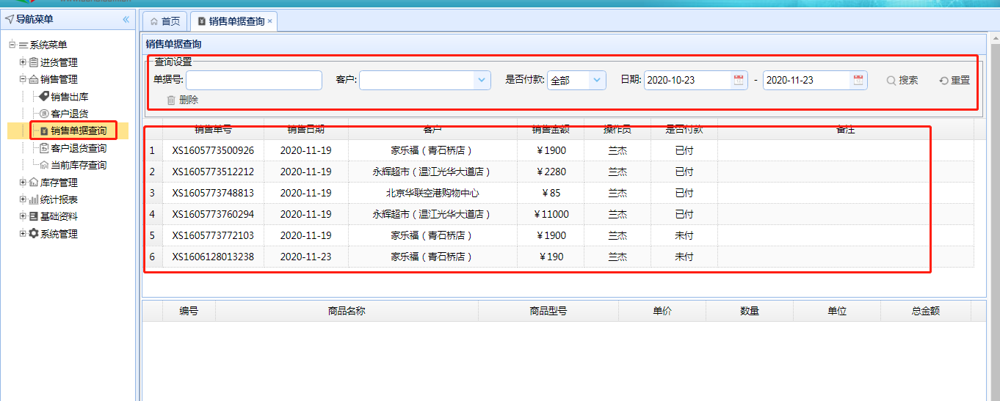 导航菜单
系统菜单
进货管理
销售管理
销售出库
客户退货
销售单据查询
客户退货查询
当前库存查询
库存管理
统计报表
基础资料
系统管理
首页 销售单据查询
销售单据查询
查询设置
单据号: 客户: 是否付款: 全部 日期: 2020-10-23 - 2020-11-23 搜索 重置
删除
销售单号 销售日期 客户 销售金额 操作员 是否付款 备注
1 XS1605773500926 2020-11-19 家乐福（青石桥店） ￥1900 兰杰 已付
2 XS1605773512212 2020-11-19 永辉超市（温江光华大道店） ￥2280 兰杰 已付
3 XS1605773748813 2020-11-19 北京华联空港购物中心 ￥85 兰杰 已付
4 XS1605773760294 2020-11-19 永辉超市（温江光华大道店） ￥11000 兰杰 已付
5 XS1605773772103 2020-11-19 家乐福（青石桥店） ￥1900 兰杰 未付
6 XS1606128013238 2020-11-23 家乐福（青石桥店） ￥190 兰杰 未付
编号 商品名称 商品型号 单价 数量 单位 总金额